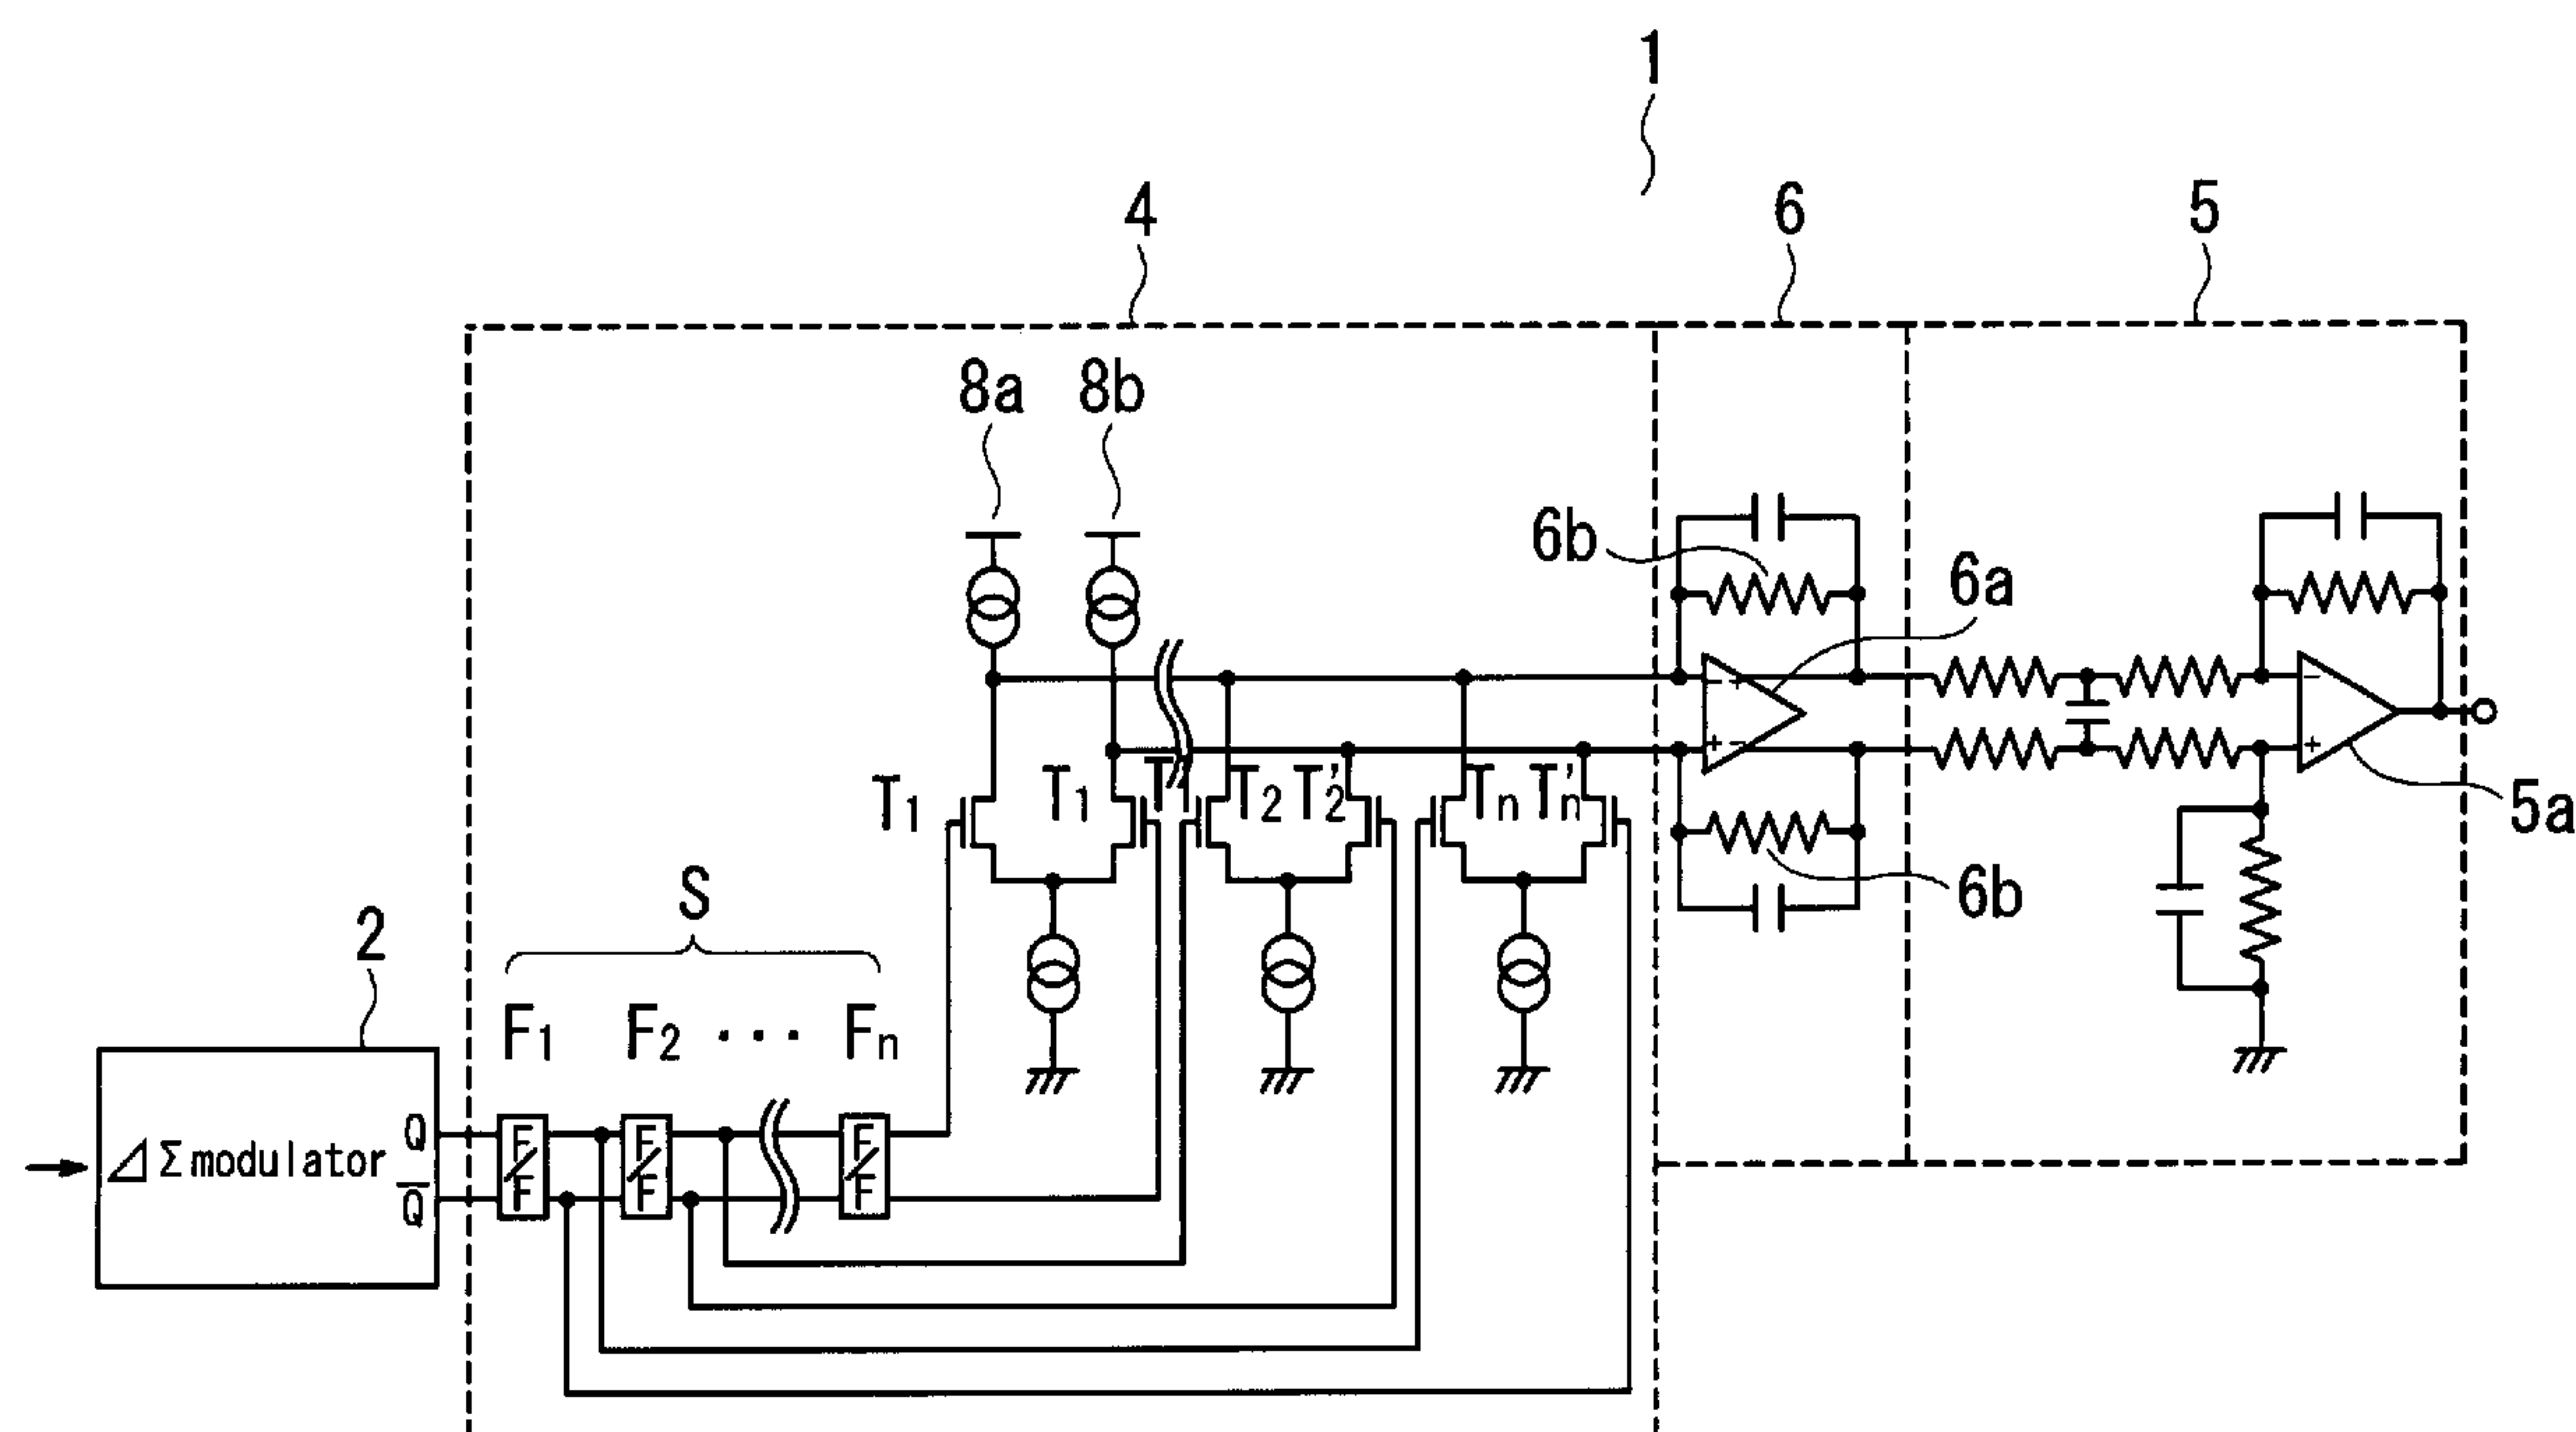 1
4 6 5
8a 8b
6b 6a
T1 T1 T T2 T'2 Tn T'n 5a
S 6b
2
F1 F2 ··· Fn
ΔΣmodulator Q Q̅
F/F F/F F/F
- + - +
+ -